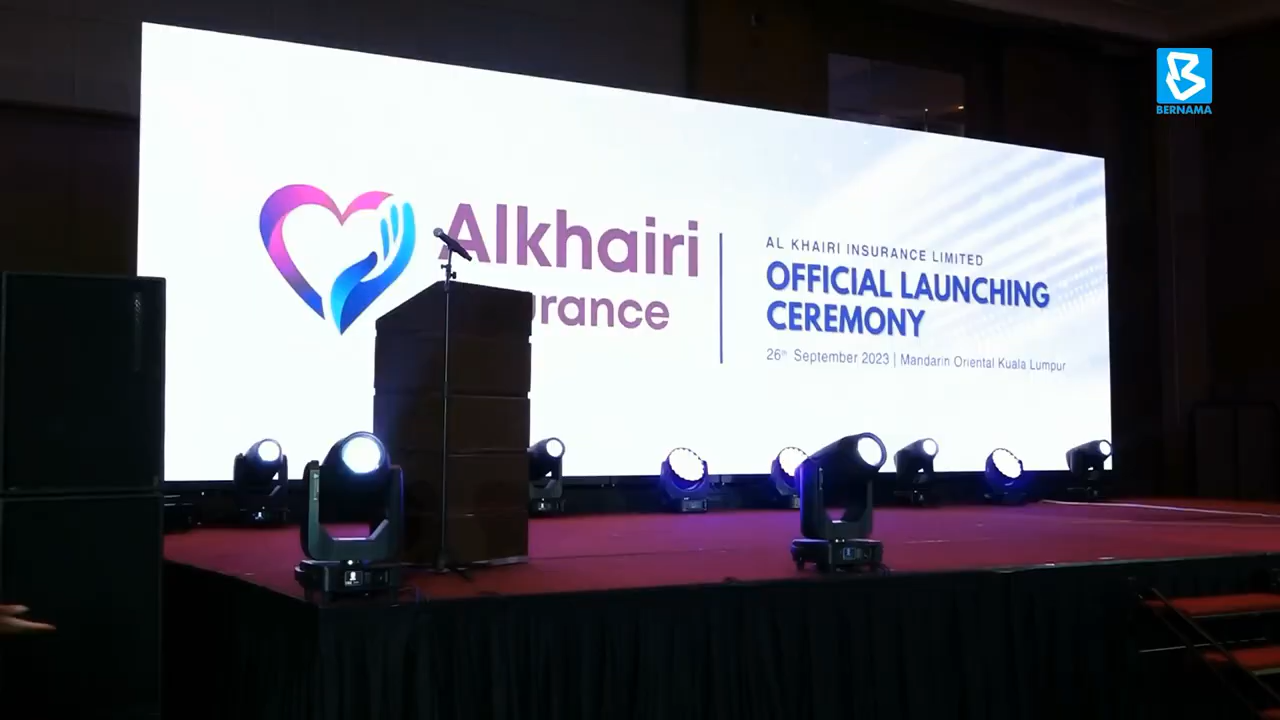 BERNAMA
Alkhairi
urance
AL KHAIRI INSURANCE LIMITED
OFFICIAL LAUNCHING
CEREMONY
26th September 2023 | Mandarin Oriental Kuala Lumpur